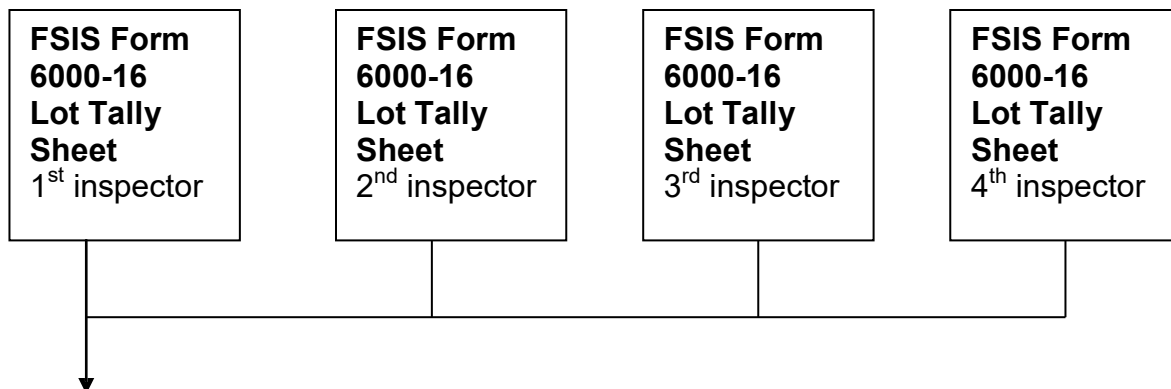 FSIS Form
6000-16
Lot Tally
Sheet
1st inspector
FSIS Form
6000-16
Lot Tally
Sheet
2nd inspector
FSIS Form
6000-16
Lot Tally
Sheet
3rd inspector
FSIS Form
6000-16
Lot Tally
Sheet
4th inspector